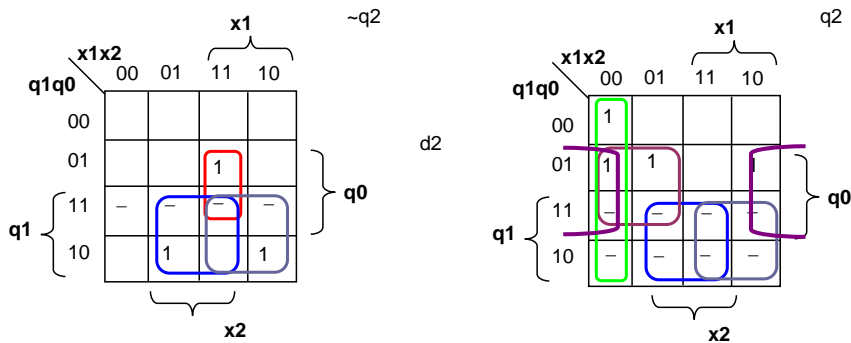 ~q2
x1
x1x2
00 01 11 10
q1q0
00
01 1
q0
11 – – – –
q1
10 1 1
x2
d2
q2
x1
x1x2
00 01 11 10
q1q0
00 1
01 1 1 1
q0
11 – – – –
q1
10 – – – –
x2